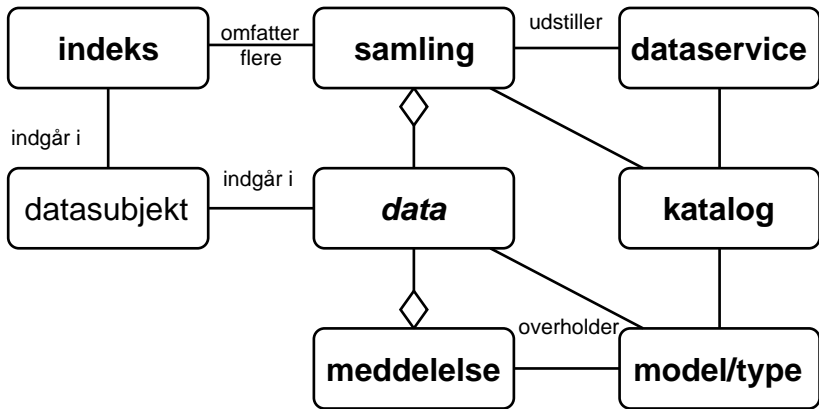 indeks
omfatter
flere
samling
udstiller
dataservice
indgår i
datasubjekt
indgår i
data
katalog
meddelelse
overholder
model/type